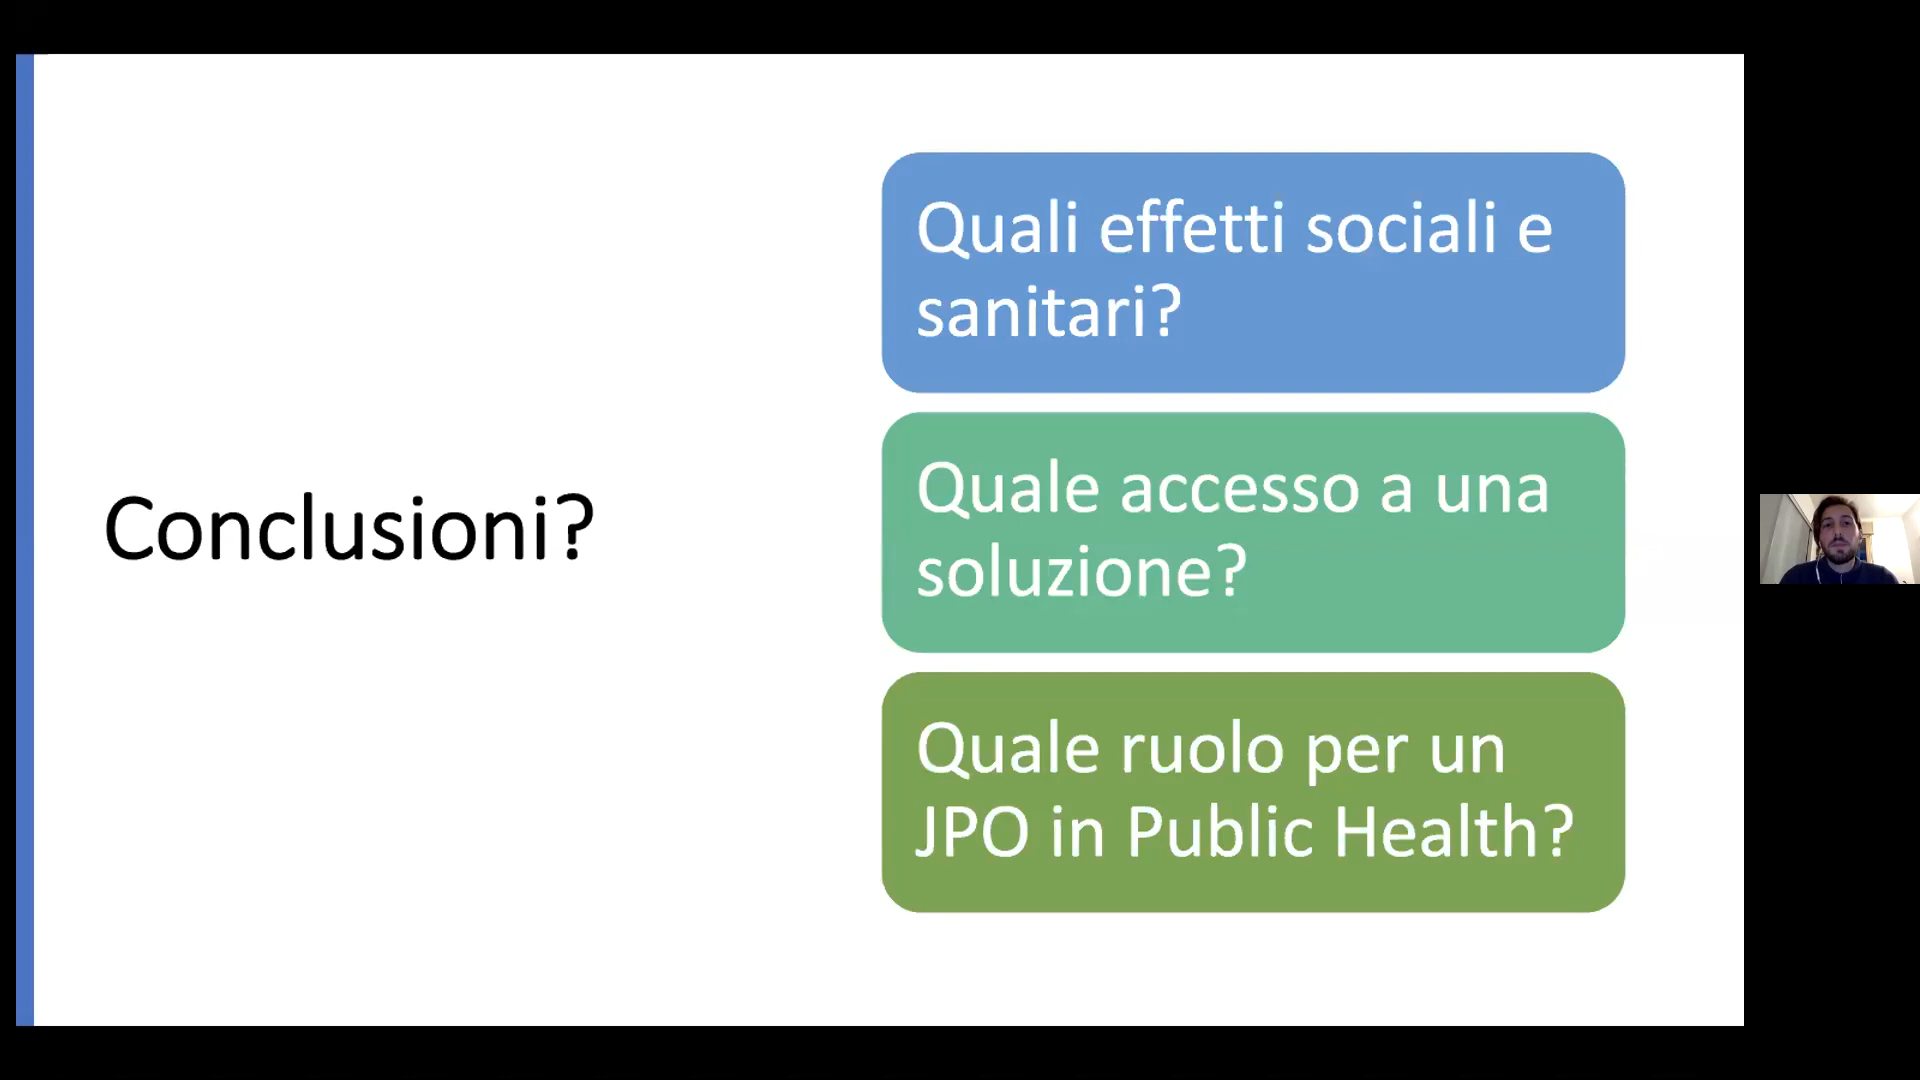 Conclusioni?
Quali effetti sociali e
sanitari?
Quale accesso a una
soluzione?
Quale ruolo per un
JPO in Public Health?